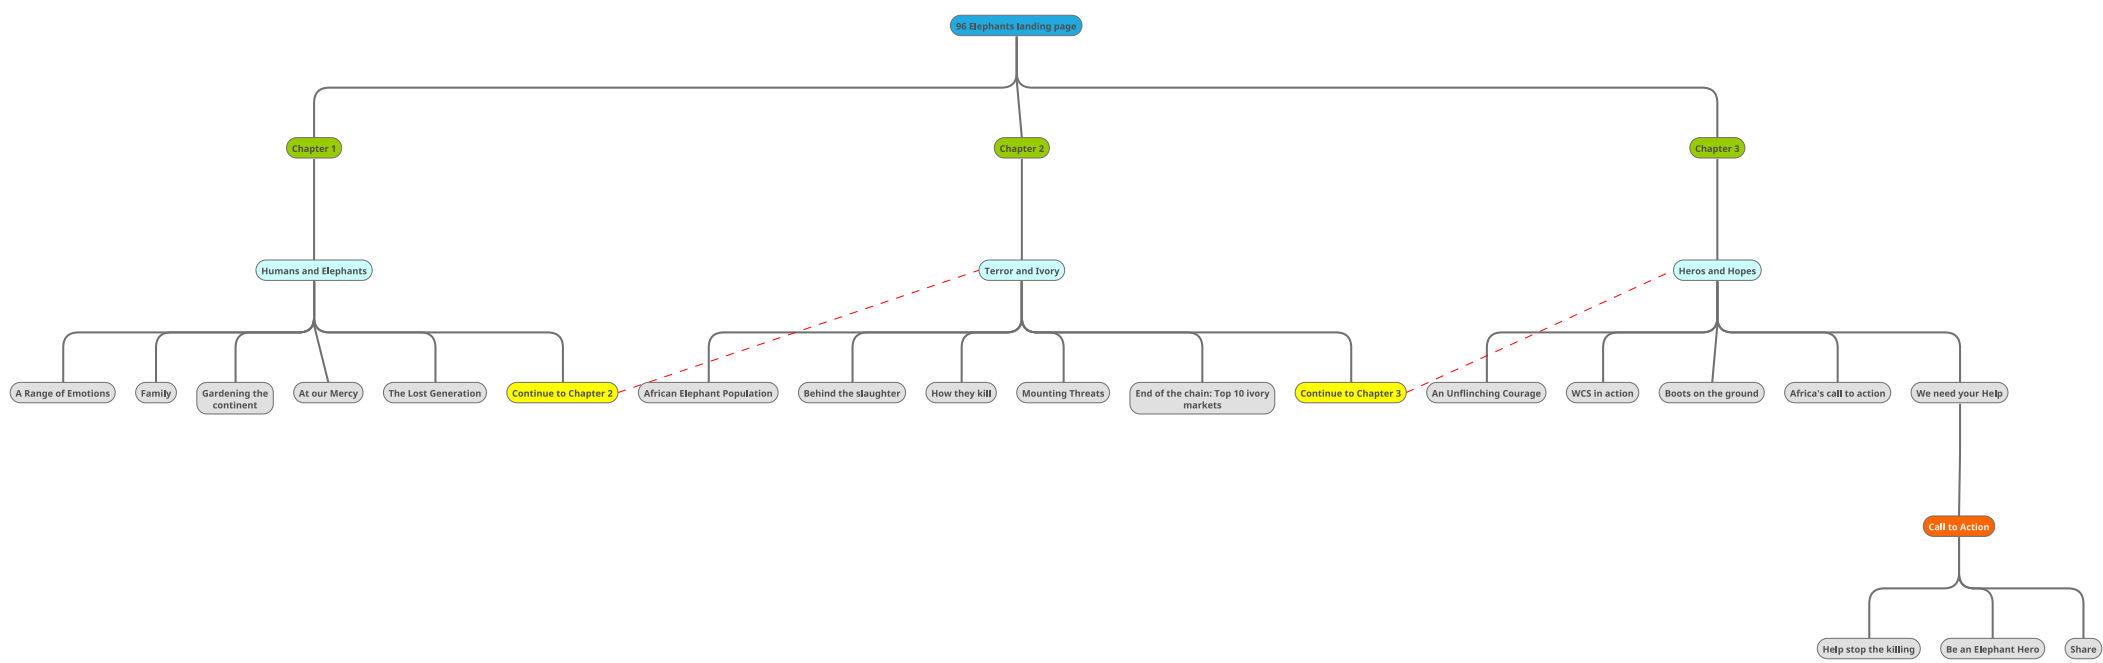 96 Elephants landing page
Chapter 1
Chapter 2
Chapter 3
Humans and Elephants
Terror and Ivory
Heros and Hopes
A Range of Emotions
Family
Gardening the
continent
At our Mercy
The Lost Generation
Continue to Chapter 2
African Elephant Population
Behind the slaughter
How they kill
Mounting Threats
End of the chain: Top 10 ivory
markets
Continue to Chapter 3
An Unflinching Courage
WCS in action
Boots on the ground
Africa's call to action
We need your Help
Call to Action
Help stop the killing
Be an Elephant Hero
Share